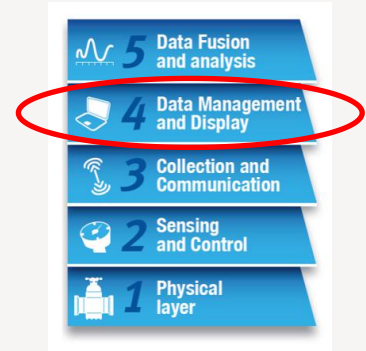 5 Data Fusion
and analysis
4 Data Management
and Display
3 Collection and
Communication
2 Sensing
and Control
1 Physical
layer